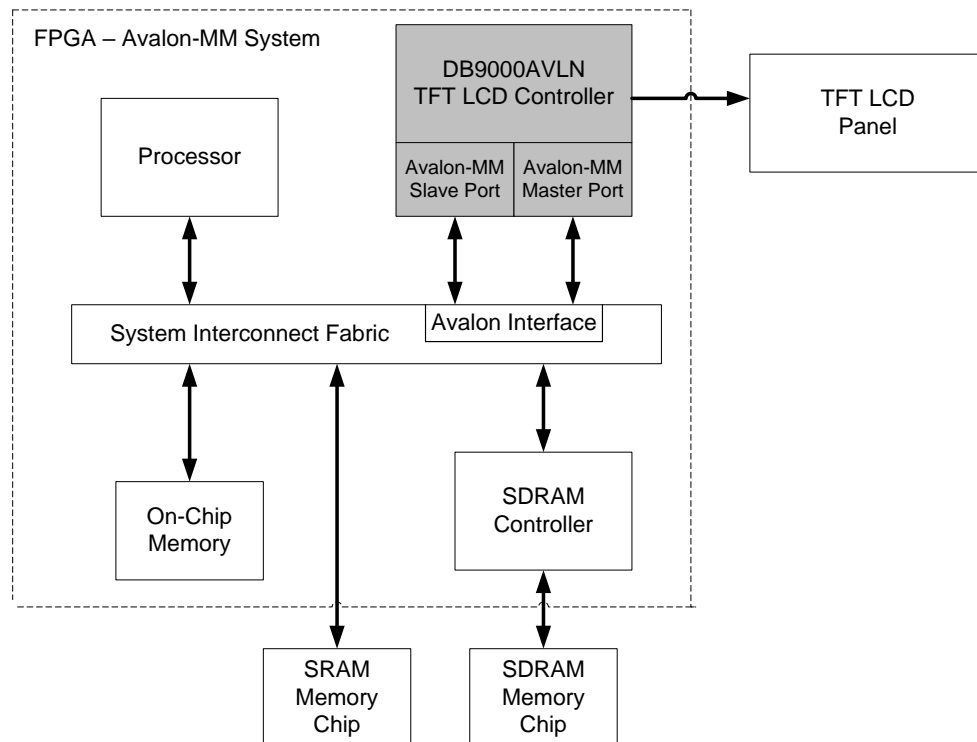 FPGA – Avalon-MM System
DB9000AVLN
TFT LCD Controller
TFT LCD
Panel
Processor
Avalon-MM
Slave Port
Avalon-MM
Master Port
System Interconnect Fabric
Avalon Interface
On-Chip
Memory
SDRAM
Controller
SRAM
Memory
Chip
SDRAM
Memory
Chip